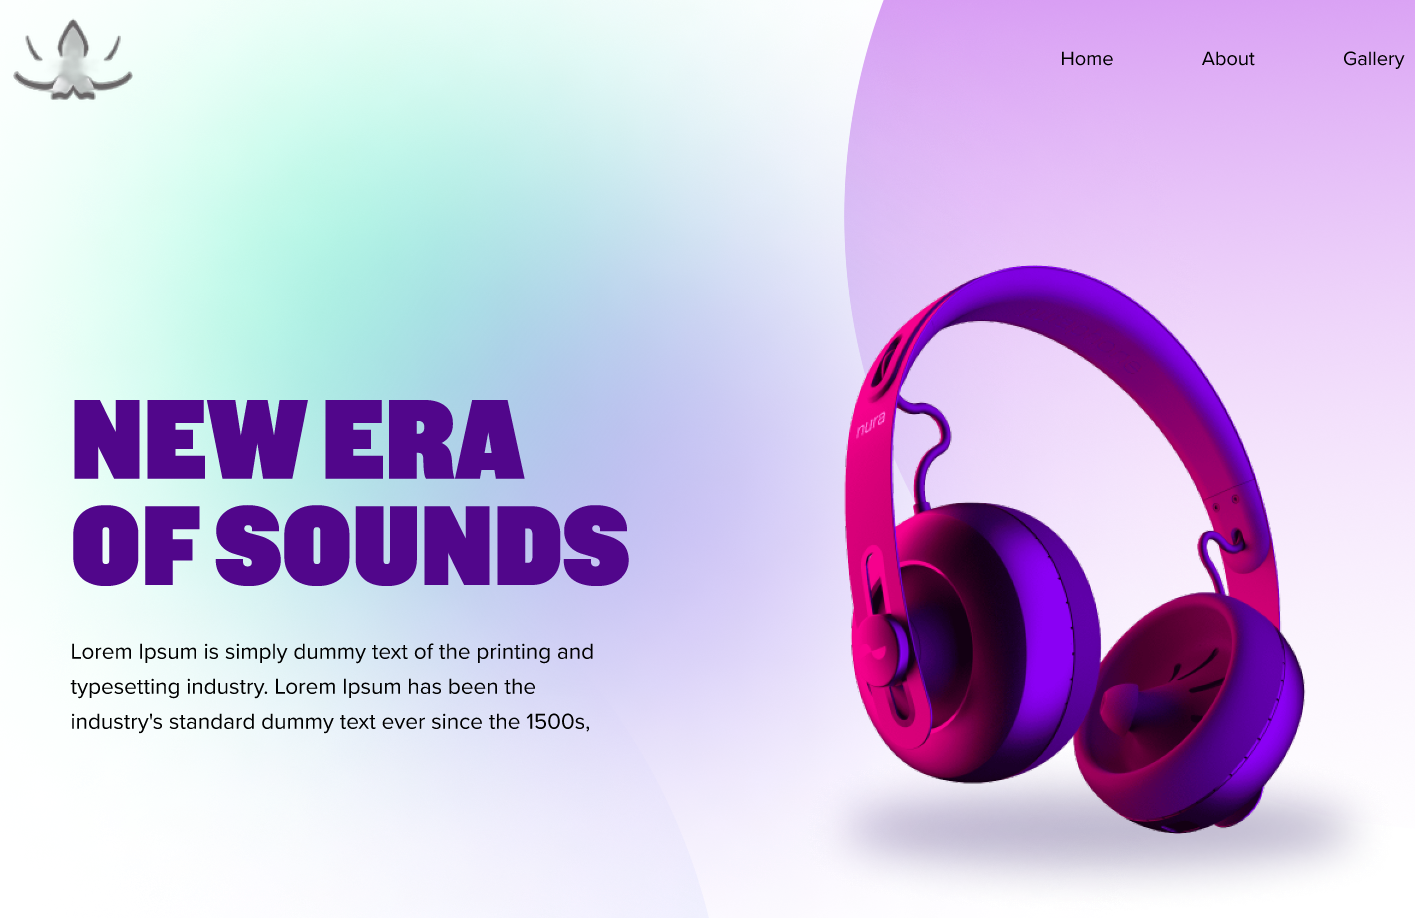 Home About Gallery
NEW ERA
OF SOUNDS
nura
Lorem Ipsum is simply dummy text of the printing and
typesetting industry. Lorem Ipsum has been the
industry's standard dummy text ever since the 1500s,